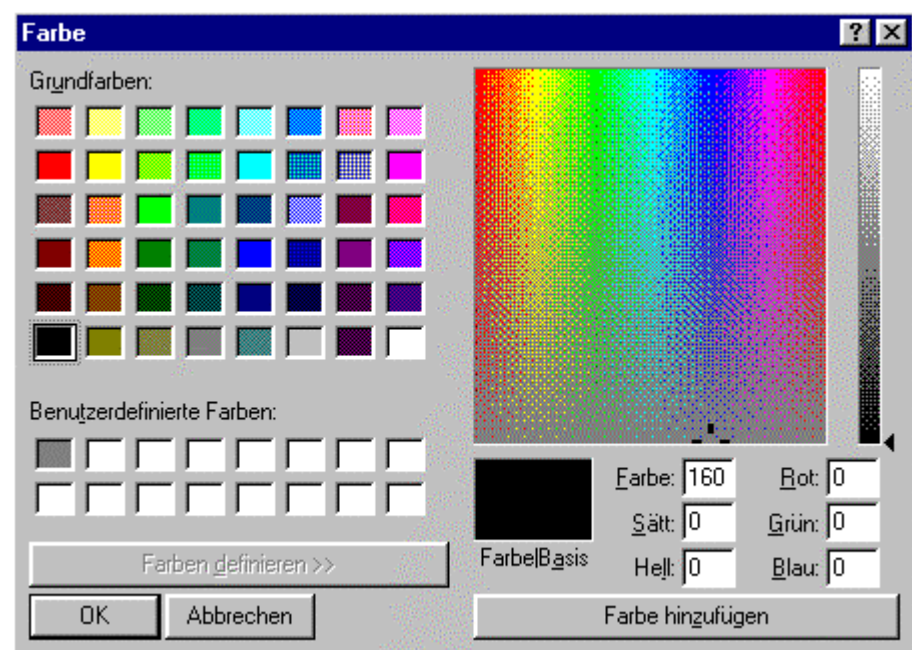 Farbe
Grundfarben:
Benutzerdefinierte Farben:
Farben definieren >>
OK Abbrechen
Farbe|Basis
Farbe: 160 Rot: 0
Sätt: 0 Grün: 0
Hell: 0 Blau: 0
Farbe hinzufügen